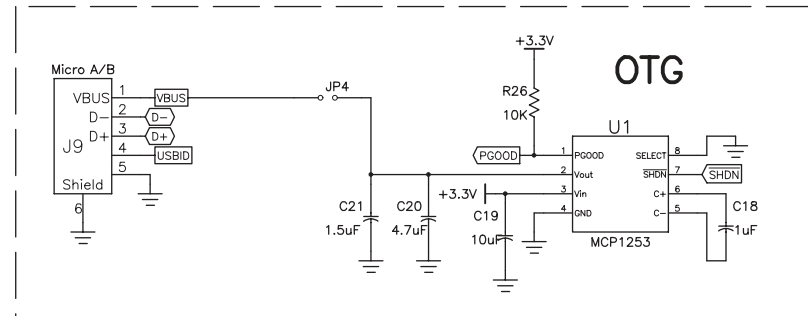 OTG
+3.3V
Micro A/B
JP4
R26
10K
VBUS 1 VBUS
D- 2 D-
D+ 3 D+
J9
4 USBID
5
Shield
6
U1
PGOOD 1 PGOOD
SELECT 8
2 Vout
SHDN 7 SHDN
+3.3V 3 Vin
C+ 6
4 GND
C- 5
MCP1253
C21
1.5uF
C20
4.7uF
C19
10uF
C18
1uF